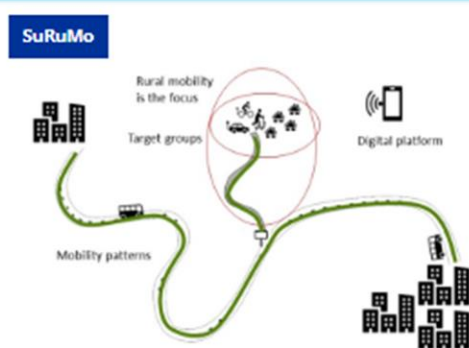 SuRuMo
Rural mobility
is the focus
Target groups
Digital platform
Mobility patterns